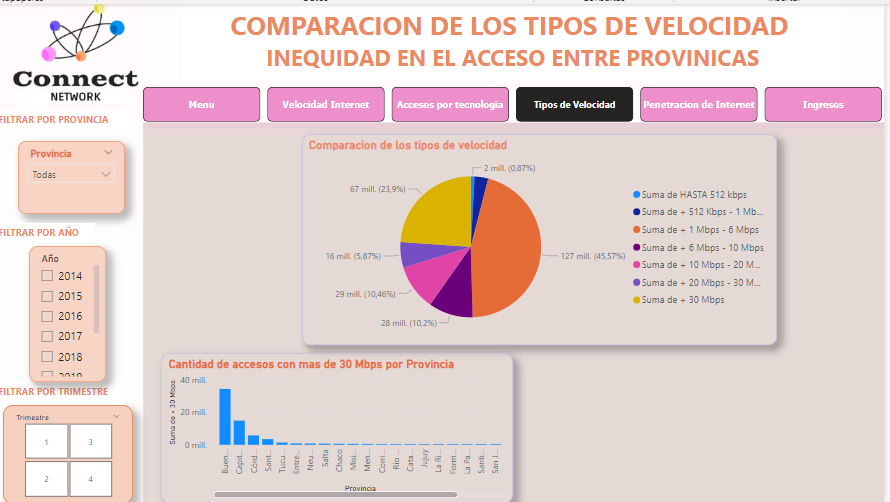 COMPARACION DE LOS TIPOS DE VELOCIDAD
INEQUIDAD EN EL ACCESO ENTRE PROVINICAS
Connect
NETWORK
Menu
Velocidad Internet
Accesos por tecnologia
Tipos de Velocidad
Penetracion de Internet
Ingresos
FILTRAR POR PROVINCIA
Provincia
Todas
FILTRAR POR AÑO
Año
2014
2015
2016
2017
2018
2019
FILTRAR POR TRIMESTRE
Trimestre
1
3
2
4
Comparacion de los tipos de velocidad
2 mill. (0,87%)
67 mill. (23,9%)
16 mill. (5,87%)
29 mill. (10,46%)
28 mill. (10,2%)
127 mill. (45,57%)
Suma de HASTA 512 kbps
Suma de + 512 Kbps - 1 Mb...
Suma de + 1 Mbps - 6 Mbps
Suma de + 6 Mbps - 10 Mbps
Suma de + 10 Mbps - 20 M...
Suma de + 20 Mbps - 30 M...
Suma de + 30 Mbps
Cantidad de accesos con mas de 30 Mbps por Provincia
Suma de + 30 Mbps
40 mill.
20 mill.
0 mill.
Buen...
Capit...
Córd...
Sant...
Tucu...
Entre...
Neu...
Salta
Chaco
Misi...
Men...
Corri...
Río ...
Cata...
Jujuy
La Ri...
Form...
La Pa...
Santi...
San J...
Provincia